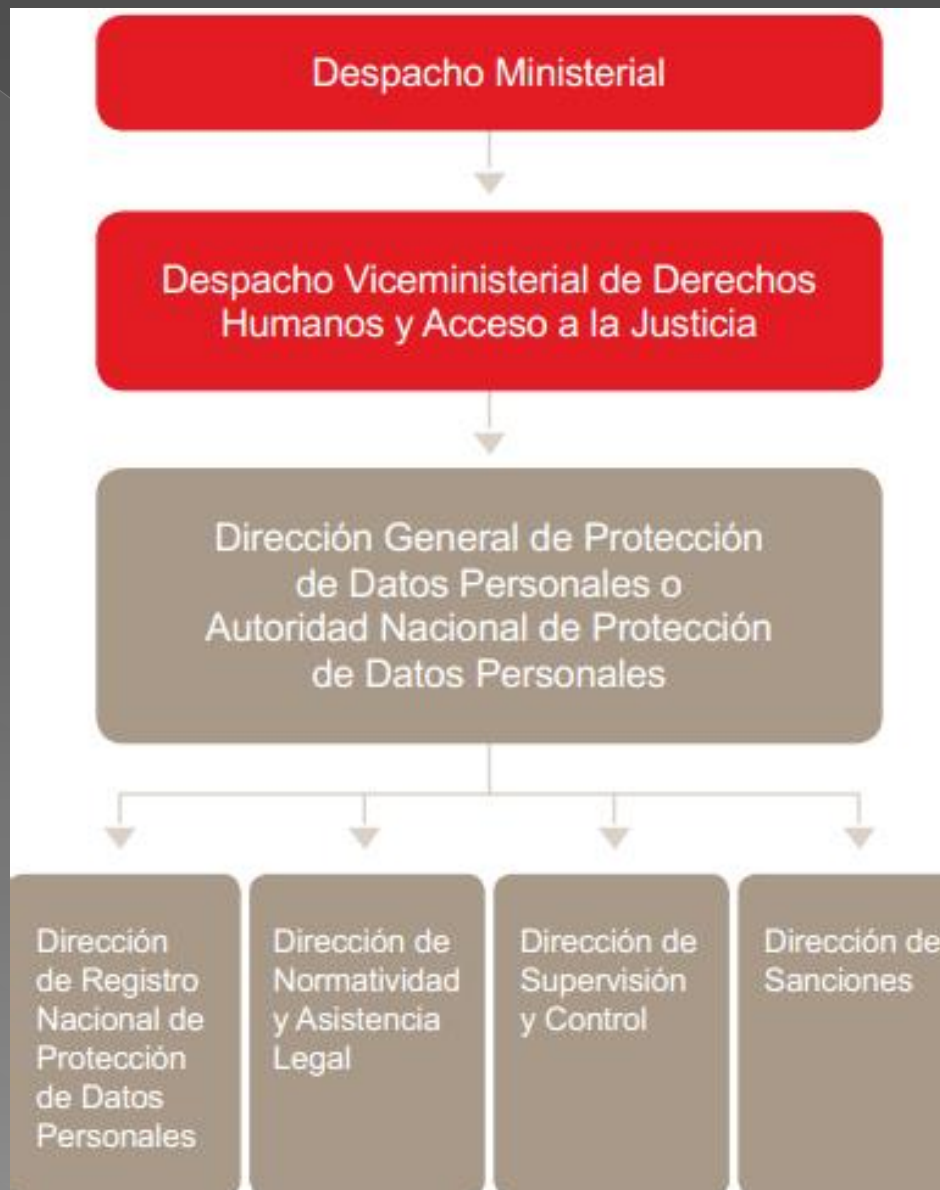 Despacho Ministerial
Despacho Viceministerial de Derechos
Humanos y Acceso a la Justicia
Dirección General de Protección
de Datos Personales o
Autoridad Nacional de Protección
de Datos Personales
Dirección
de Registro
Nacional de
Protección
de Datos
Personales
Dirección de
Normatividad
y Asistencia
Legal
Dirección de
Supervisión
y Control
Dirección de
Sanciones